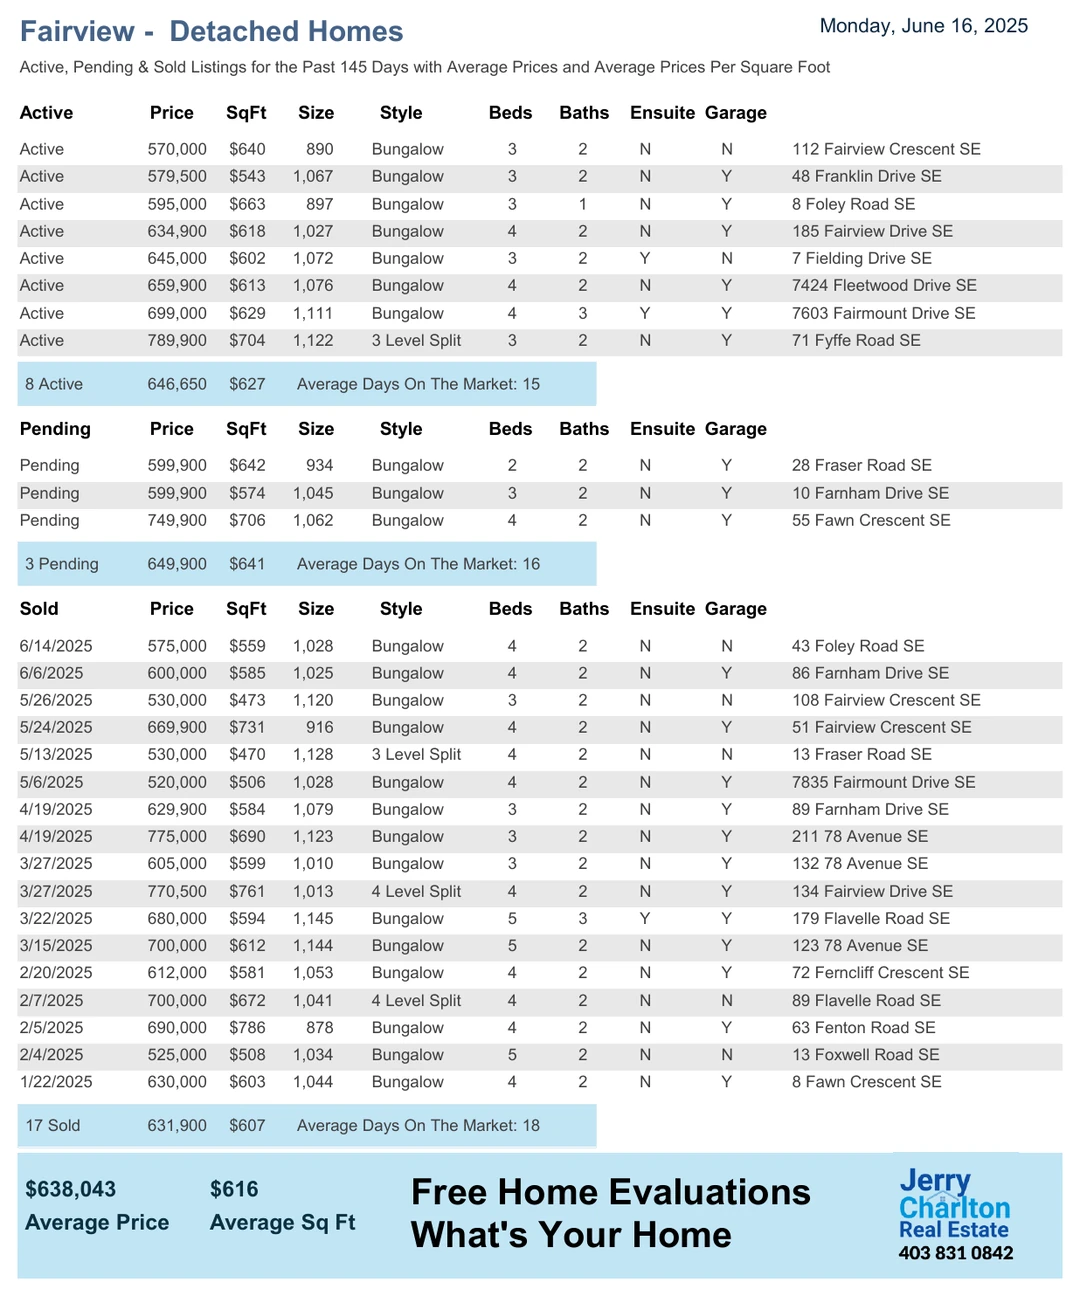 Fairview -  Detached Homes
Monday, June 16, 2025
Active, Pending & Sold Listings for the Past 145 Days with Average Prices and Average Prices Per Square Foot
Active Price SqFt Size Style Beds Baths Ensuite Garage
Active 570,000 $640 890 Bungalow 3 2 N N 112 Fairview Crescent SE
Active 579,500 $543 1,067 Bungalow 3 2 N Y 48 Franklin Drive SE
Active 595,000 $663 897 Bungalow 3 1 N Y 8 Foley Road SE
Active 634,900 $618 1,027 Bungalow 4 2 N Y 185 Fairview Drive SE
Active 645,000 $602 1,072 Bungalow 3 2 Y N 7 Fielding Drive SE
Active 659,900 $613 1,076 Bungalow 4 2 N Y 7424 Fleetwood Drive SE
Active 699,000 $629 1,111 Bungalow 4 3 Y Y 7603 Fairmount Drive SE
Active 789,900 $704 1,122 3 Level Split 3 2 N Y 71 Fyffe Road SE
8 Active 646,650 $627 Average Days On The Market: 15
Pending Price SqFt Size Style Beds Baths Ensuite Garage
Pending 599,900 $642 934 Bungalow 2 2 N Y 28 Fraser Road SE
Pending 599,900 $574 1,045 Bungalow 3 2 N Y 10 Farnham Drive SE
Pending 749,900 $706 1,062 Bungalow 4 2 N Y 55 Fawn Crescent SE
3 Pending 649,900 $641 Average Days On The Market: 16
Sold Price SqFt Size Style Beds Baths Ensuite Garage
6/14/2025 575,000 $559 1,028 Bungalow 4 2 N N 43 Foley Road SE
6/6/2025 600,000 $585 1,025 Bungalow 4 2 N Y 86 Farnham Drive SE
5/26/2025 530,000 $473 1,120 Bungalow 3 2 N N 108 Fairview Crescent SE
5/24/2025 669,900 $731 916 Bungalow 4 2 N Y 51 Fairview Crescent SE
5/13/2025 530,000 $470 1,128 3 Level Split 4 2 N N 13 Fraser Road SE
5/6/2025 520,000 $506 1,028 Bungalow 4 2 N Y 7835 Fairmount Drive SE
4/19/2025 629,900 $584 1,079 Bungalow 3 2 N Y 89 Farnham Drive SE
4/19/2025 775,000 $690 1,123 Bungalow 3 2 N Y 211 78 Avenue SE
3/27/2025 605,000 $599 1,010 Bungalow 3 2 N Y 132 78 Avenue SE
3/27/2025 770,500 $761 1,013 4 Level Split 4 2 N Y 134 Fairview Drive SE
3/22/2025 680,000 $594 1,145 Bungalow 5 3 Y Y 179 Flavelle Road SE
3/15/2025 700,000 $612 1,144 Bungalow 5 2 N Y 123 78 Avenue SE
2/20/2025 612,000 $581 1,053 Bungalow 4 2 N Y 72 Ferncliff Crescent SE
2/7/2025 700,000 $672 1,041 4 Level Split 4 2 N N 89 Flavelle Road SE
2/5/2025 690,000 $786 878 Bungalow 4 2 N Y 63 Fenton Road SE
2/4/2025 525,000 $508 1,034 Bungalow 5 2 N N 13 Foxwell Road SE
1/22/2025 630,000 $603 1,044 Bungalow 4 2 N Y 8 Fawn Crescent SE
17 Sold 631,900 $607 Average Days On The Market: 18
$638,043 $616
Average Price Average Sq Ft
Free Home Evaluations
What's Your Home
Jerry
Charlton
Real Estate
403 831 0842